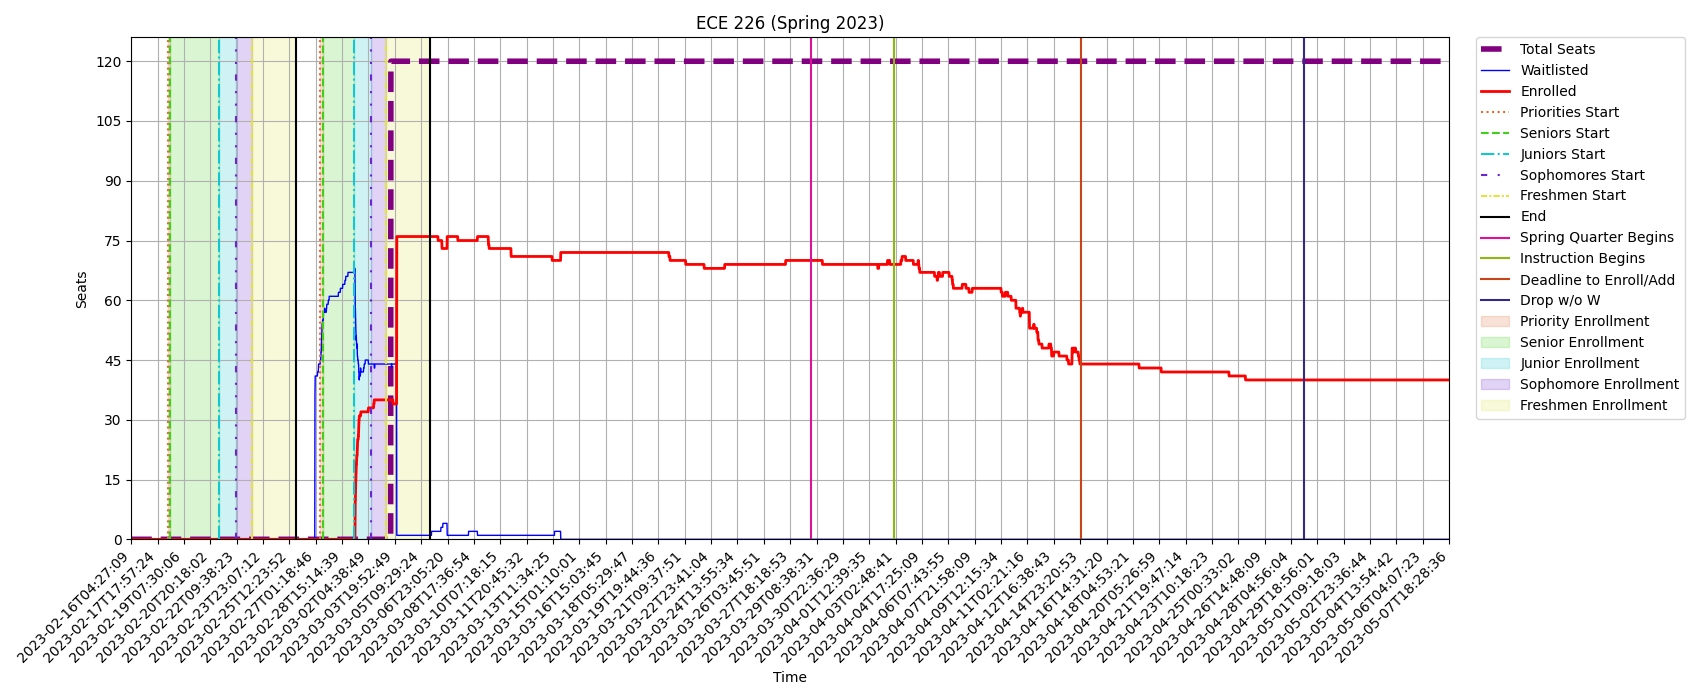 ECE 226 (Spring 2023)
120
105
90
75
60
45
30
15
0
Seats
2023-02-16T04:27:09
2023-02-17T17:57:24
2023-02-19T07:30:06
2023-02-20T20:18:02
2023-02-22T09:38:23
2023-02-23T23:07:12
2023-02-25T12:23:52
2023-02-27T01:18:46
2023-02-28T15:14:39
2023-03-02T04:38:49
2023-03-03T19:52:49
2023-03-05T09:29:24
2023-03-06T23:05:20
2023-03-08T10:17:36:54
2023-03-10T07:18:15
2023-03-11T20:45:32
2023-03-13T11:34:25
2023-03-15T01:10:01
2023-03-16T15:03:45
2023-03-18T05:29:47
2023-03-19T19:44:36
2023-03-21T09:37:51
2023-03-22T23:41:04
2023-03-24T13:55:34
2023-03-26T03:45:51
2023-03-27T18:18:53
2023-03-29T08:38:31
2023-03-30T22:36:29
2023-04-01T12:39:35
2023-04-03T02:48:41
2023-04-04T17:25:09
2023-04-06T07:43:55
2023-04-07T21:58:09
2023-04-09T12:15:34
2023-04-11T02:21:16
2023-04-12T16:38:43
2023-04-14T23:20:53
2023-04-16T14:31:20
2023-04-18T04:53:21
2023-04-20T05:26:59
2023-04-21T19:47:14
2023-04-23T10:18:23
2023-04-25T00:33:02
2023-04-26T14:48:09
2023-04-28T04:56:04
2023-04-29T18:56:01
2023-05-01T09:18:03
2023-05-02T23:36:44
2023-05-04T13:54:42
2023-05-06T04:07:23
2023-05-07T18:28:36
Time
Total Seats
Waitlisted
Enrolled
Priorities Start
Seniors Start
Juniors Start
Sophomores Start
Freshmen Start
End
Spring Quarter Begins
Instruction Begins
Deadline to Enroll/Add
Drop w/o W
Priority Enrollment
Senior Enrollment
Junior Enrollment
Sophomore Enrollment
Freshmen Enrollment